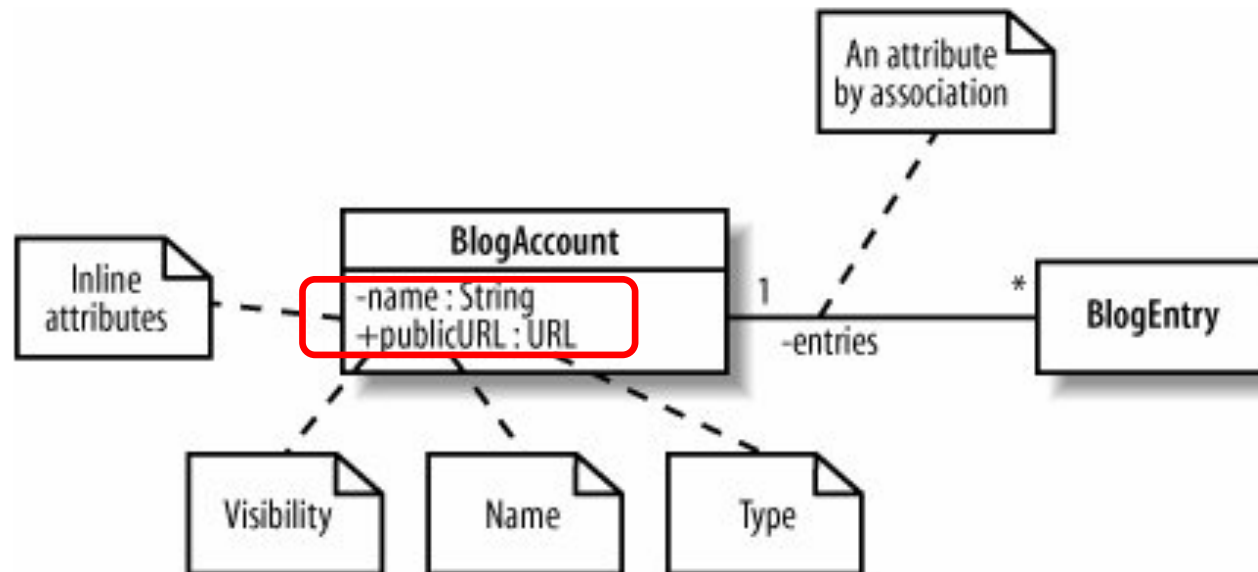 An attribute
by association
BlogAccount
Inline
attributes
-name : String
+publicURL : URL
1
*
-entries
BlogEntry
Visibility
Name
Type